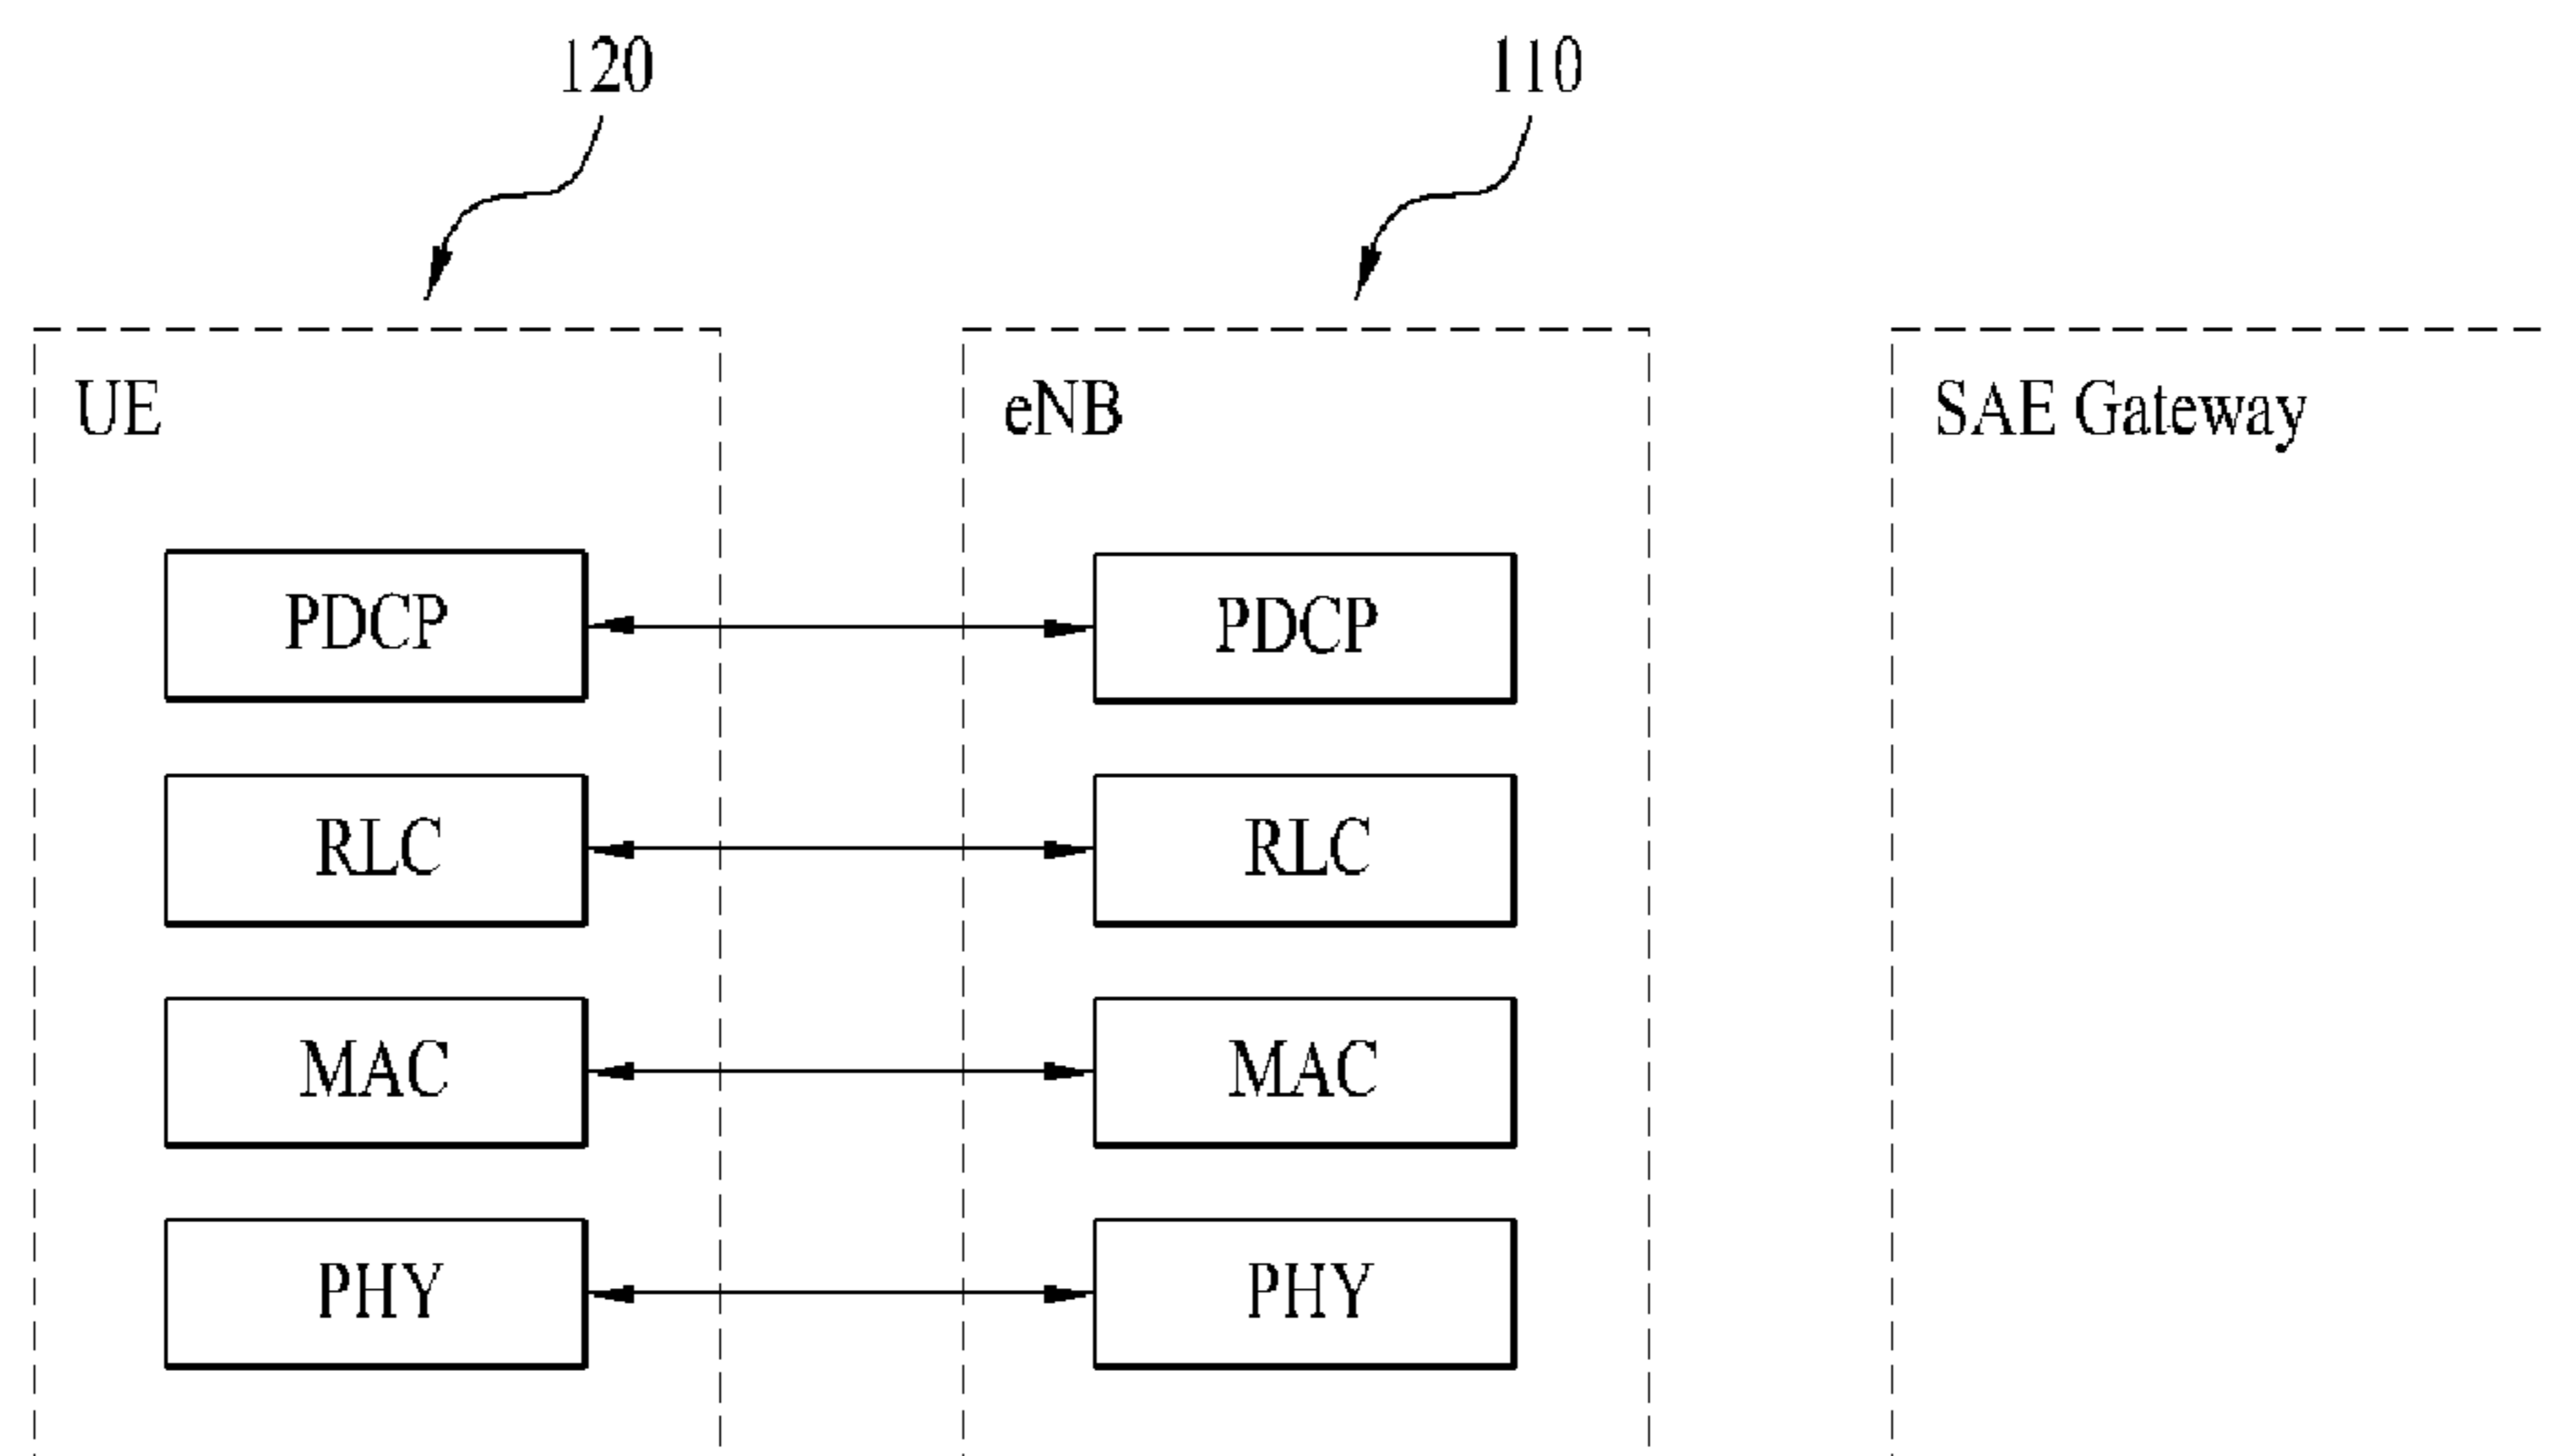 120 110
UE eNB SAE Gateway
PDCP PDCP
RLC RLC
MAC MAC
PHY PHY